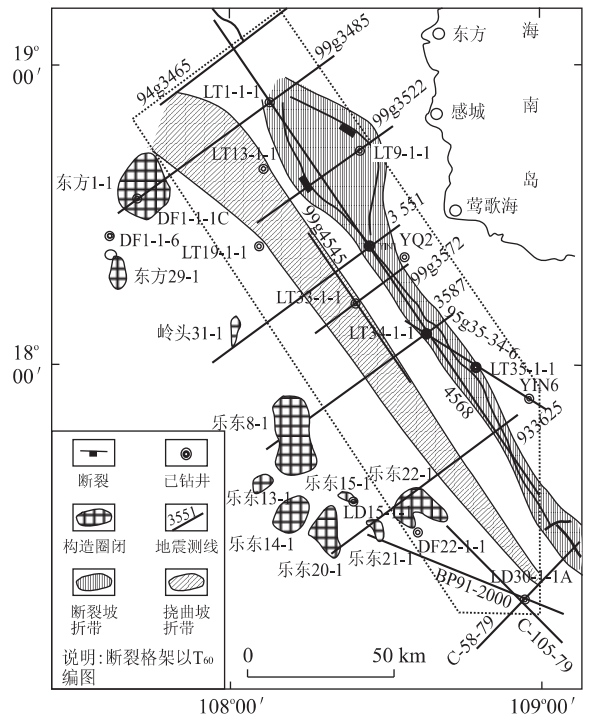 19°
00′
18°
00′
108°00′
109°00′
94g3465
99g3485
LT1-1-1
99g3522
LT13-1-1
LT9-1-1
东方
感城
莺歌海
海
南
岛
东方1-1
DF1-1-1C
DF1-1-6
东方29-1
LT19-1-1
99g4545
3551
YQ2
99g3572
LT33-1-1
3587
LT34-1-1
95g35-34-6
LT35-1-1
YIN6
4568
933625
岭头31-1
乐东8-1
乐东13-1
乐东15-1
乐东22-1
LD15-1-1
乐东14-1
乐东20-1
乐东21-1
DF22-1-1
LD30-1-1A
BP91-2000
C-58-79
C-105-79
断裂
已钻井
构造圈闭
3551
地震测线
断裂坡
折带
挠曲坡
折带
说明:断裂格架以T₆₀
编图
0
50 km